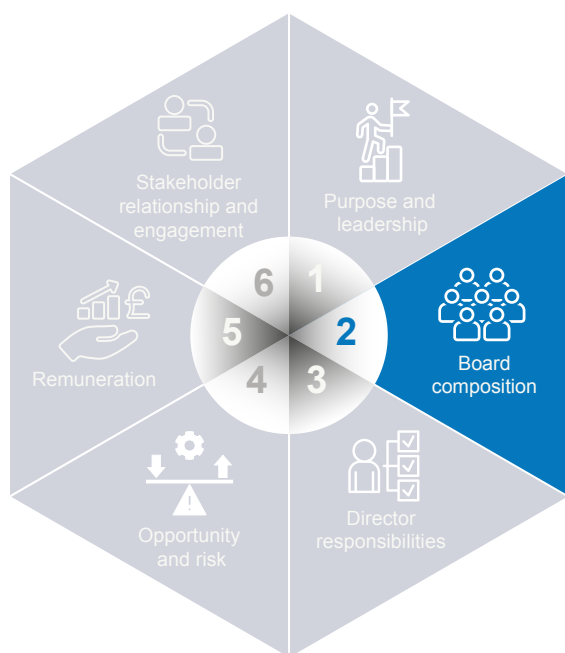 Stakeholder
relationship and
engagement
Purpose and
leadership
6
1
5
2
4
3
£
Remuneration
Board
composition
!
Opportunity
and risk
Director
responsibilities